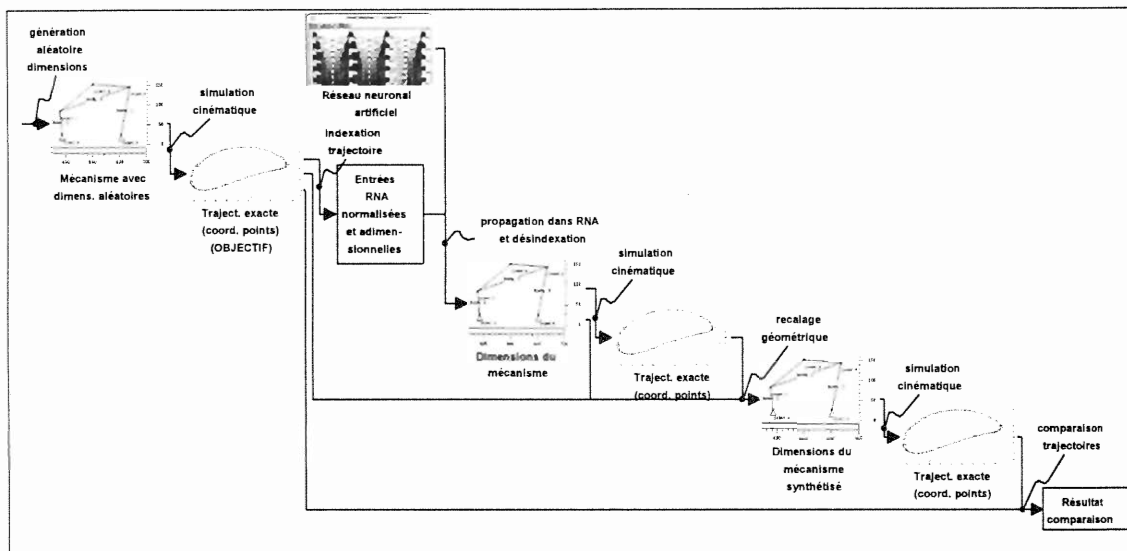 génération
aléatoire
dimensions
simulation
cinématique
Mécanisme avec
dimens. aléatoires
Traject. exacte
(coord. points)
(OBJECTIF)
Réseau neuronal
artificiel
indexation
trajectoire
Entrées
RNA
normalisées
et adimen-
sionnelles
propagation dans RNA
et désindexation
Dimensions du
mécanisme
simulation
cinématique
Traject. exacte
(coord. points)
recalage
géométrique
Dimensions du
mécanisme
synthétisé
simulation
cinématique
Traject. exacte
(coord. points)
comparaison
trajectoires
Résultat
comparaison